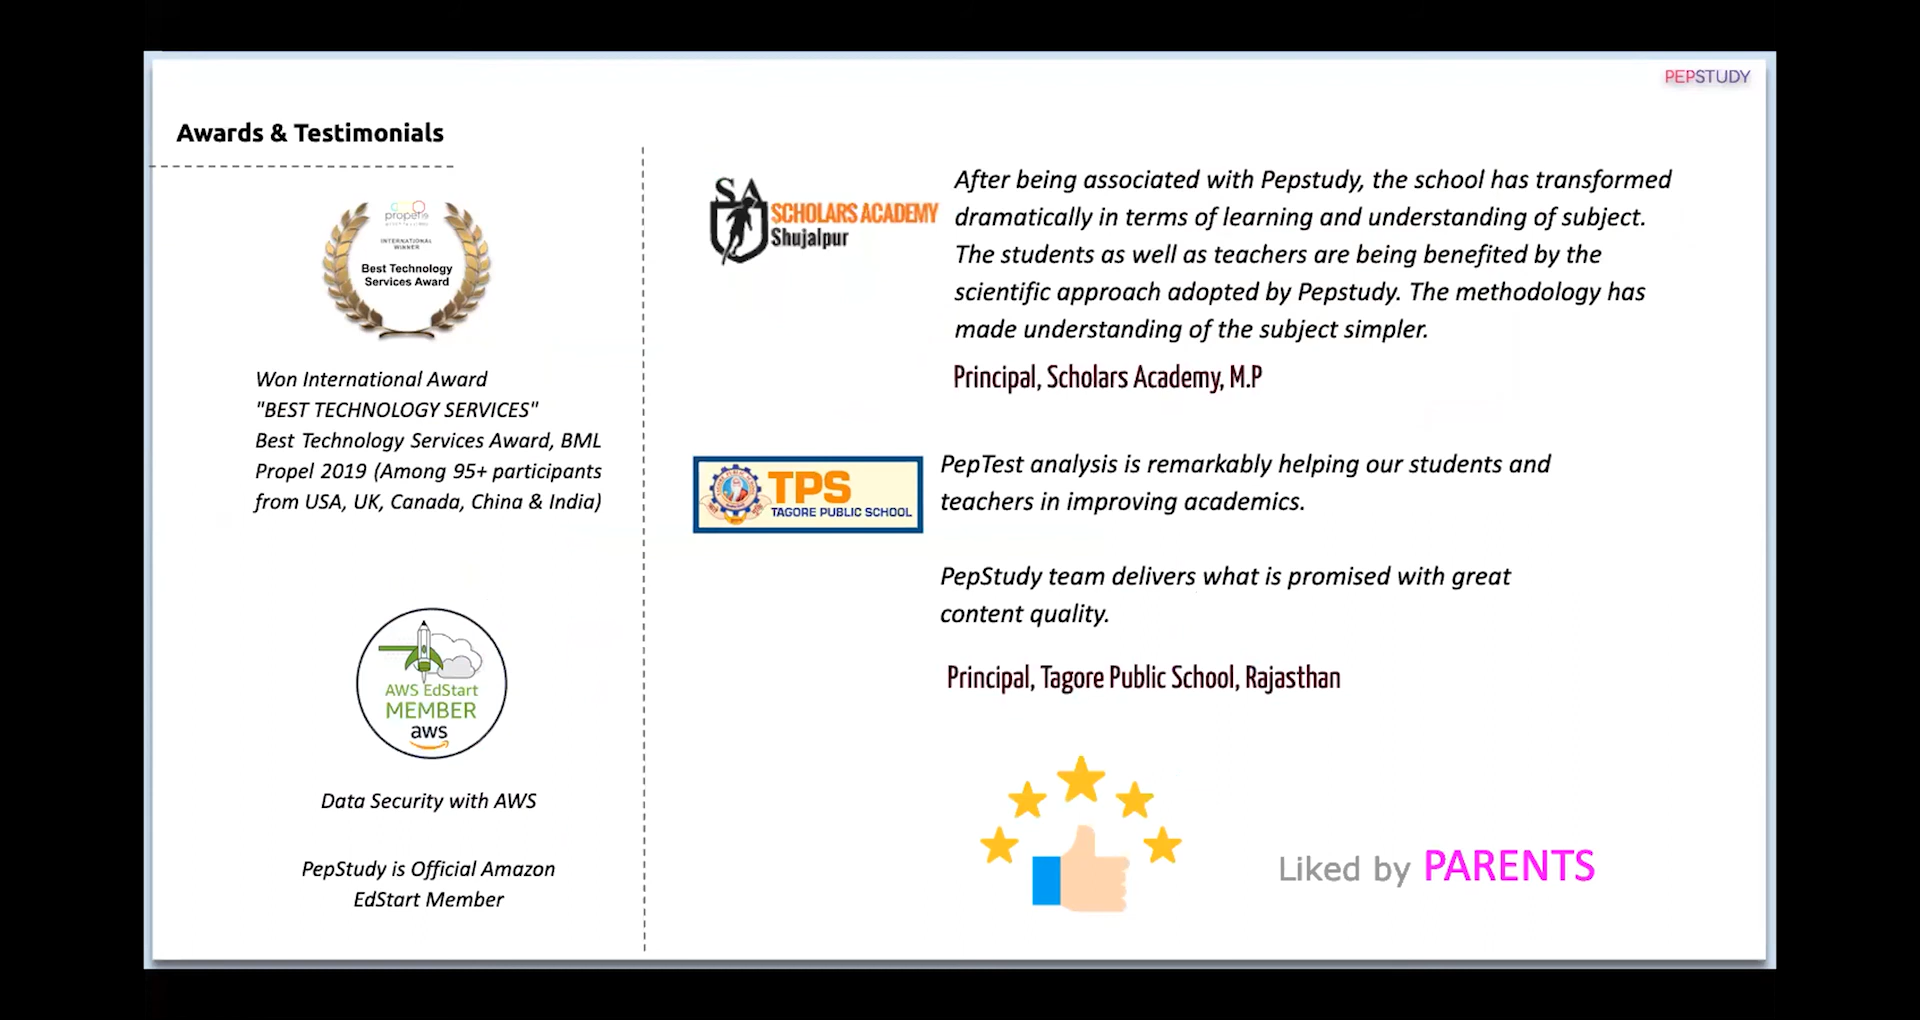 PEPSTUDY
Awards & Testimonials
INTERNATIONAL
WINNER
Best Technology
Services Award
Won International Award
"BEST TECHNOLOGY SERVICES"
Best Technology Services Award, BML
Propel 2019 (Among 95+ participants
from USA, UK, Canada, China & India)
AWS EdStart
MEMBER
aws
Data Security with AWS
PepStudy is Official Amazon
EdStart Member
SA
SCHOLARS ACADEMY
Shujalpur
After being associated with Pepstudy, the school has transformed
dramatically in terms of learning and understanding of subject.
The students as well as teachers are being benefited by the
scientific approach adopted by Pepstudy. The methodology has
made understanding of the subject simpler.
Principal, Scholars Academy, M.P
TPS
TAGORE PUBLIC SCHOOL
PepTest analysis is remarkably helping our students and
teachers in improving academics.
PepStudy team delivers what is promised with great
content quality.
Principal, Tagore Public School, Rajasthan
Liked by PARENTS